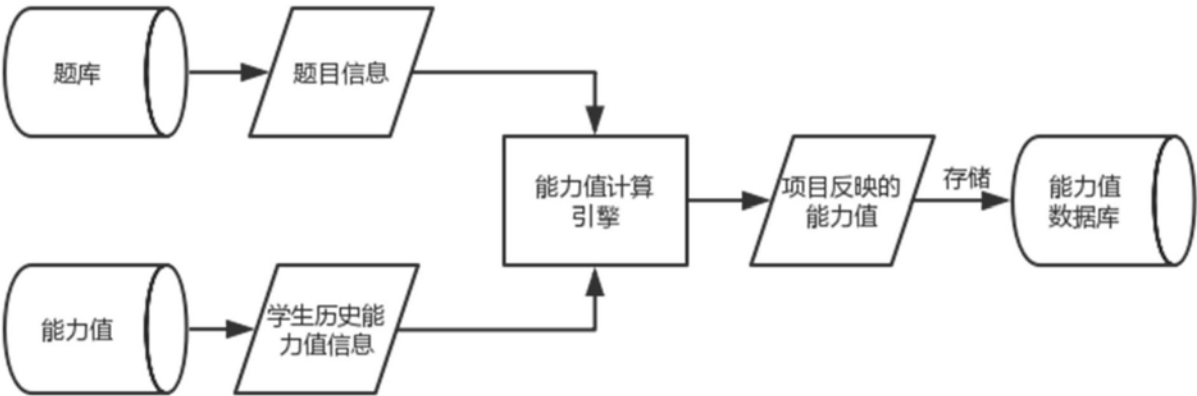 题库
题目信息
能力值计算
引擎
项目反映的
能力值
存储
能力值
数据库
能力值
学生历史能
力值信息